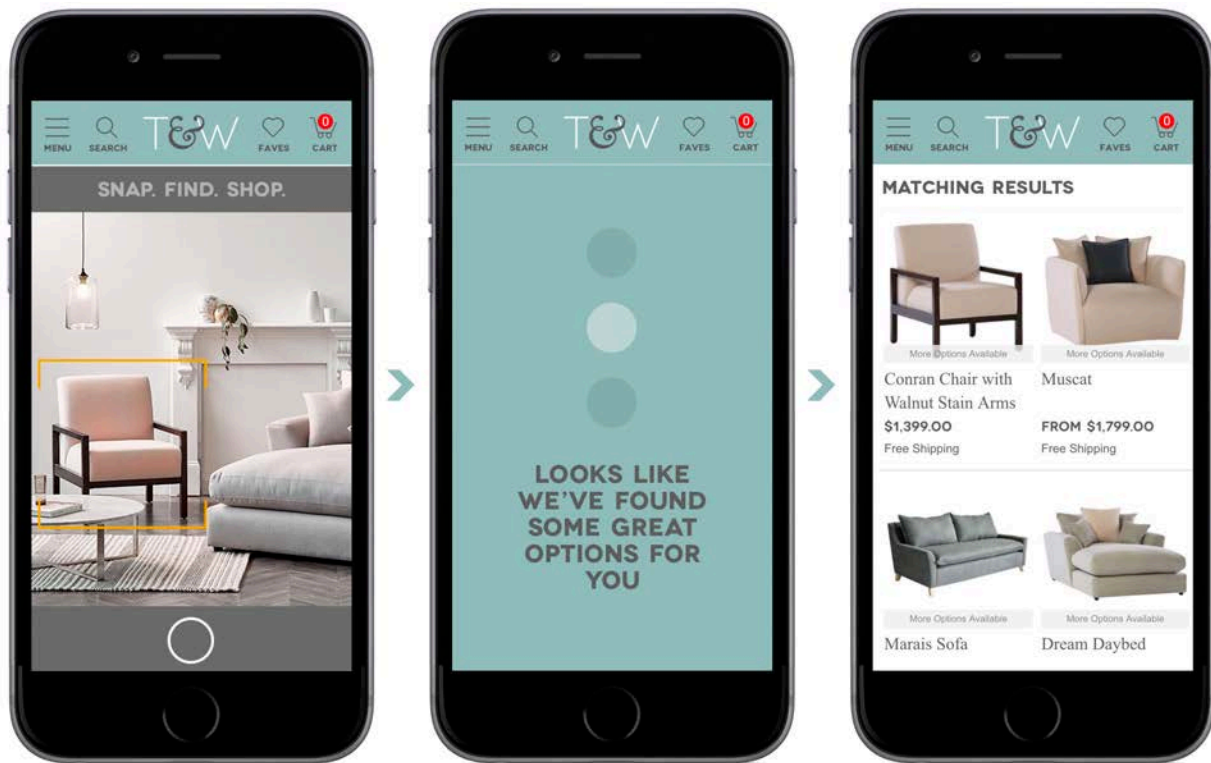 MENU SEARCH T&W FAVES 0 CART
SNAP. FIND. SHOP.
MENU SEARCH T&W FAVES 0 CART
LOOKS LIKE
WE'VE FOUND
SOME GREAT
OPTIONS FOR
YOU
MENU SEARCH T&W FAVES 0 CART
MATCHING RESULTS
More Options Available
More Options Available
Conran Chair with
Walnut Stain Arms
Muscat
$1,399.00
FROM $1,799.00
Free Shipping
Free Shipping
More Options Available
More Options Available
Marais Sofa
Dream Daybed